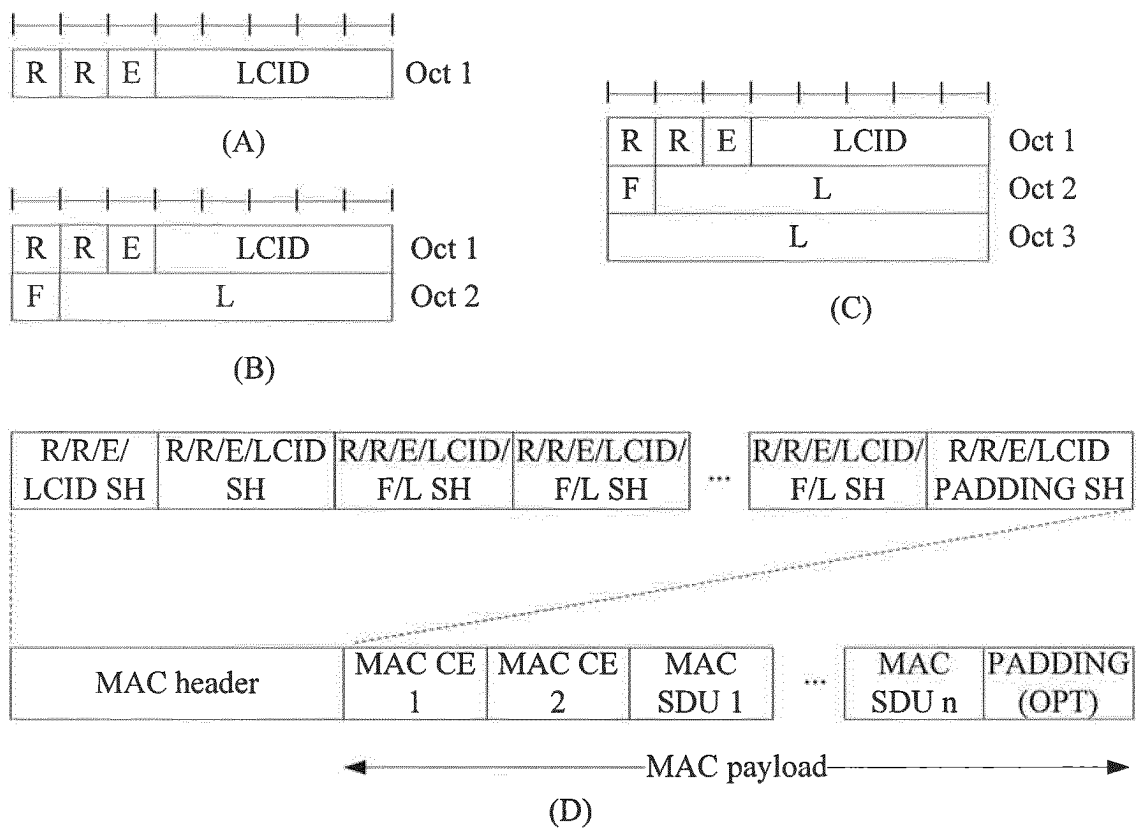 R R E LCID Oct 1
(A)
R R E LCID Oct 1
F L Oct 2
(B)
R R E LCID Oct 1
F L Oct 2
L Oct 3
(C)
R/R/E/ R/R/E/LCID R/R/E/LCID/ R/R/E/LCID/ ... R/R/E/LCID/ R/R/E/LCID
LCID SH SH F/L SH F/L SH F/L SH PADDING SH
MAC header MAC CE MAC CE MAC ... MAC PADDING
1 2 SDU 1 SDU n (OPT)
MAC payload
(D)